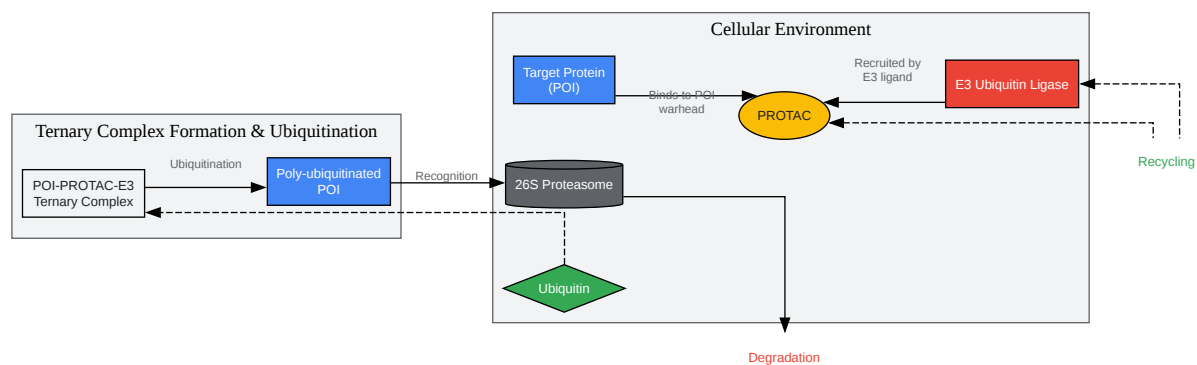 Cellular Environment
Target Protein
(POI)
Binds to POI
warhead
PROTAC
Recruited by
E3 ligand
E3 Ubiquitin Ligase
Recycling
Ternary Complex Formation & Ubiquitination
POI-PROTAC-E3
Ternary Complex
Ubiquitination
Poly-ubiquitinated
POI
Recognition
26S Proteasome
Ubiquitin
Degradation